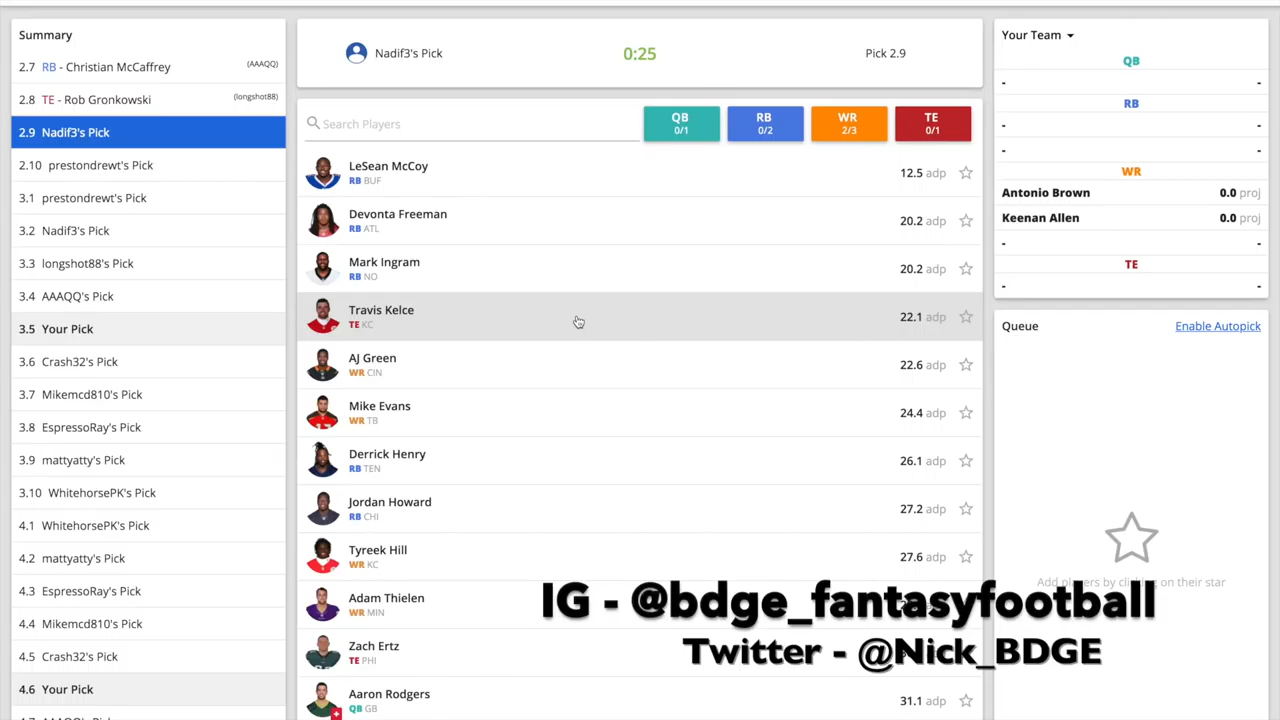 Summary
2.7 RB - Christian McCaffrey (AAAQQ)
2.8 TE - Rob Gronkowski (longshot88)
2.9 Nadif3's Pick
2.10 prestondrewt's Pick
3.1 prestondrewt's Pick
3.2 Nadif3's Pick
3.3 longshot88's Pick
3.4 AAAQQ's Pick
3.5 Your Pick
3.6 Crash32's Pick
3.7 Mikemcd810's Pick
3.8 EspressoRay's Pick
3.9 mattyatty's Pick
3.10 WhitehorsePK's Pick
4.1 WhitehorsePK's Pick
4.2 mattyatty's Pick
4.3 EspressoRay's Pick
4.4 Mikemcd810's Pick
4.5 Crash32's Pick
4.6 Your Pick
Nadif3's Pick 0:25 Pick 2.9
Search Players
QB 0/1
RB 0/2
WR 2/3
TE 0/1
LeSean McCoy
RB BUF
12.5 adp
Devonta Freeman
RB ATL
20.2 adp
Mark Ingram
RB NO
20.2 adp
Travis Kelce
TE KC
22.1 adp
AJ Green
WR CIN
22.6 adp
Mike Evans
WR TB
24.4 adp
Derrick Henry
RB TEN
26.1 adp
Jordan Howard
RB CHI
27.2 adp
Tyreek Hill
WR KC
27.6 adp
Adam Thielen
WR MIN
Zach Ertz
TE PHI
Aaron Rodgers
QB GB
31.1 adp
Your Team
QB
- -
RB
- -
- -
WR
Antonio Brown 0.0 proj
Keenan Allen 0.0 proj
- -
TE
- -
Queue Enable Autopick
Add players by clicking on their star
IG - @bdge_fantasyfootball
Twitter - @Nick_BDGE